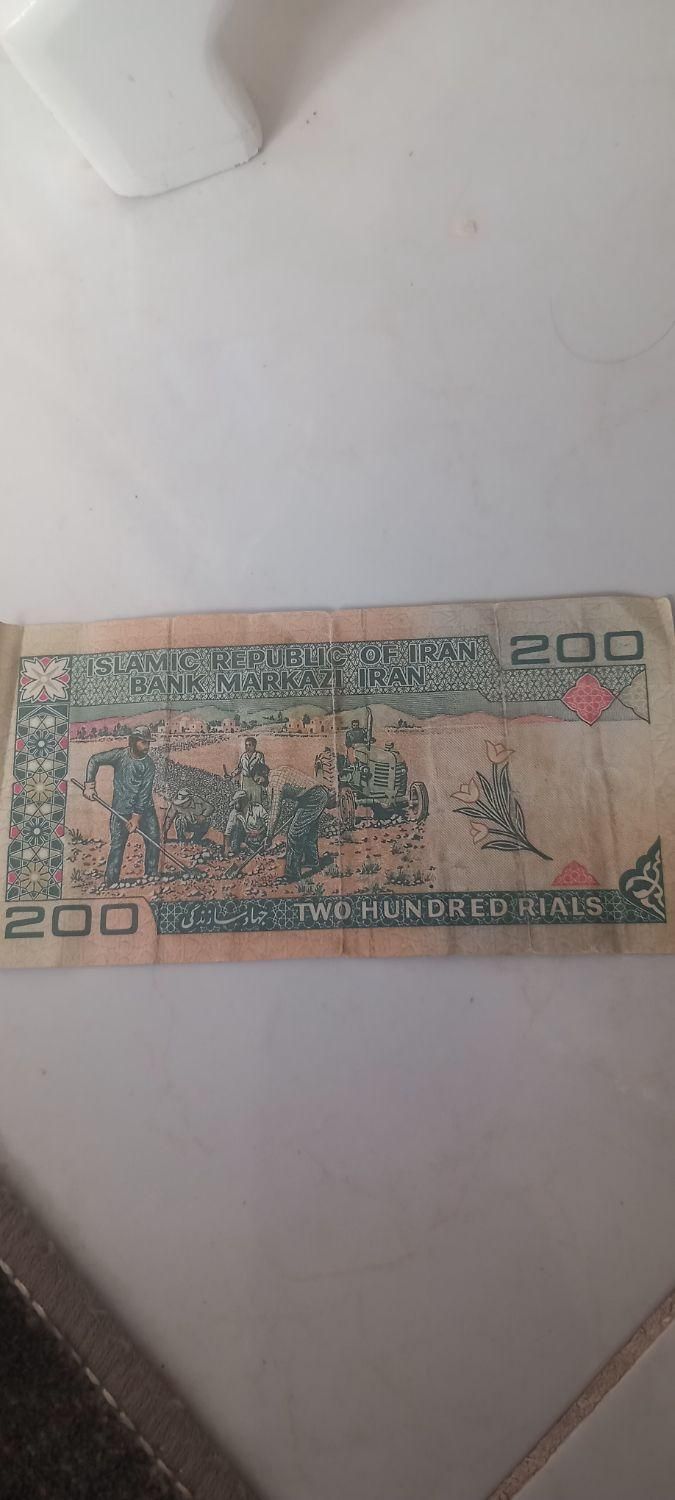 ISLAMIC REPUBLIC OF IRAN
200
BANK MARKAZI IRAN
200
جهاد سازندگی
TWO HUNDRED RIALS